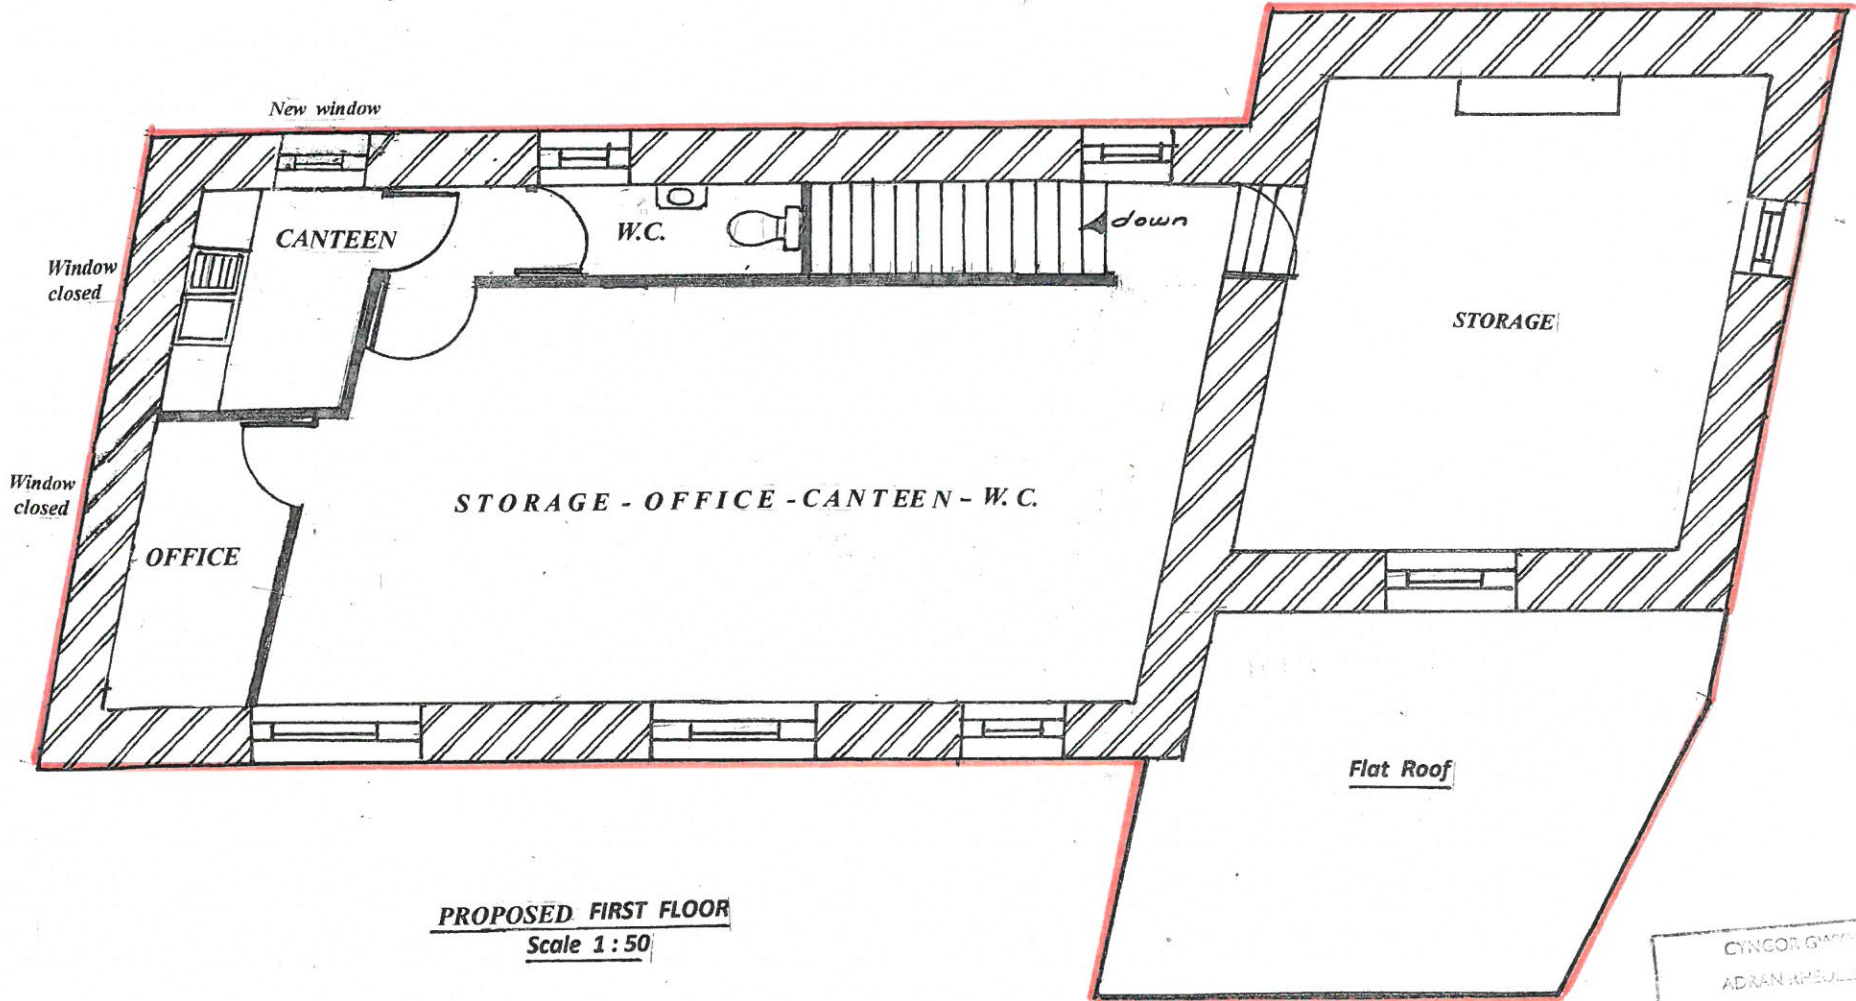 New window
CANTEEN
W.C.
down
Window
closed
STORAGE
Window
closed
STORAGE - OFFICE - CANTEEN - W.C.
OFFICE
Flat Roof
PROPOSED FIRST FLOOR
Scale 1 : 50
CYNGOR